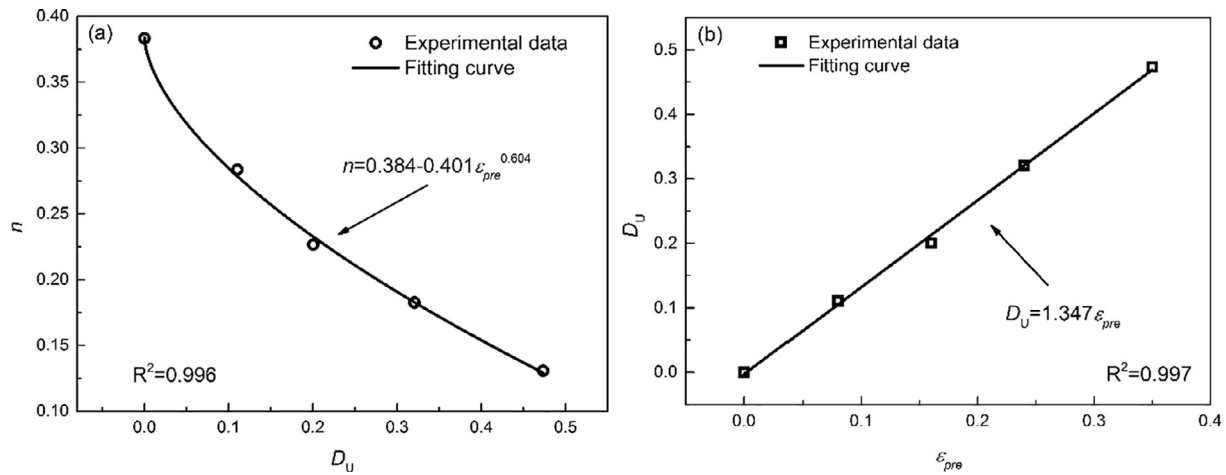 (a)
Experimental data
Fitting curve
n=0.384-0.401ε_pre^0.604
R²=0.996
0.40
0.35
0.30
0.25
0.20
0.15
0.10
n
0.0
0.1
0.2
0.3
0.4
0.5
D_U
(b)
Experimental data
Fitting curve
D_U=1.347ε_pre
R²=0.997
0.5
0.4
0.3
0.2
0.1
0.0
D_U
0.0
0.1
0.2
0.3
0.4
ε_pre